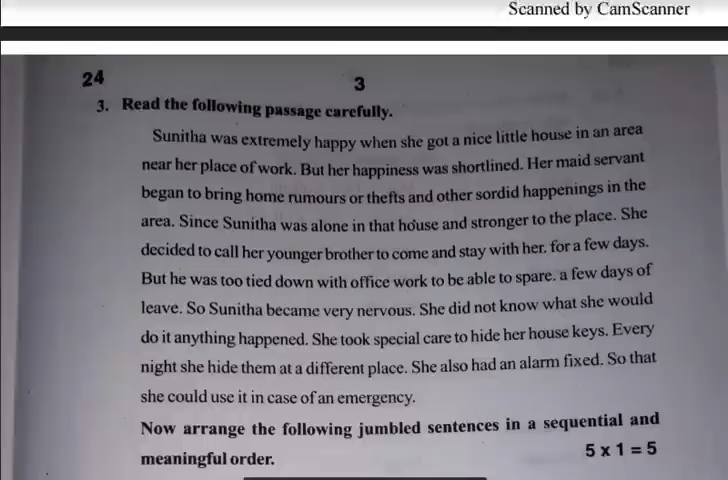 Scanned by CamScanner
24
3
3. Read the following passage carefully.
Sunitha was extremely happy when she got a nice little house in an area
near her place of work. But her happiness was shortlined. Her maid servant
began to bring home rumours or thefts and other sordid happenings in the
area. Since Sunitha was alone in that house and stronger to the place. She
decided to call her younger brother to come and stay with her. for a few days.
But he was too tied down with office work to be able to spare. a few days of
leave. So Sunitha became very nervous. She did not know what she would
do it anything happened. She took special care to hide her house keys. Every
night she hide them at a different place. She also had an alarm fixed. So that
she could use it in case of an emergency.
Now arrange the following jumbled sentences in a sequential and
meaningful order. 5 x 1 = 5